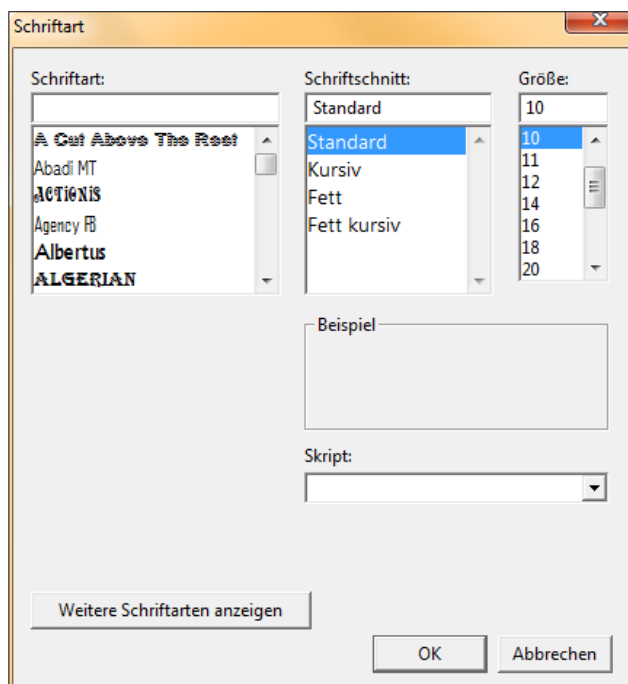 Schriftart
Schriftart:
A Cut Above The Rest
Abadi MT
ACTIONIS
Agency FB
Albertus
ALGERIAN
Schriftschnitt:
Standard
Standard
Kursiv
Fett
Fett kursiv
Größe:
10
10
11
12
14
16
18
20
Beispiel
Skript:
Weitere Schriftarten anzeigen
OK
Abbrechen